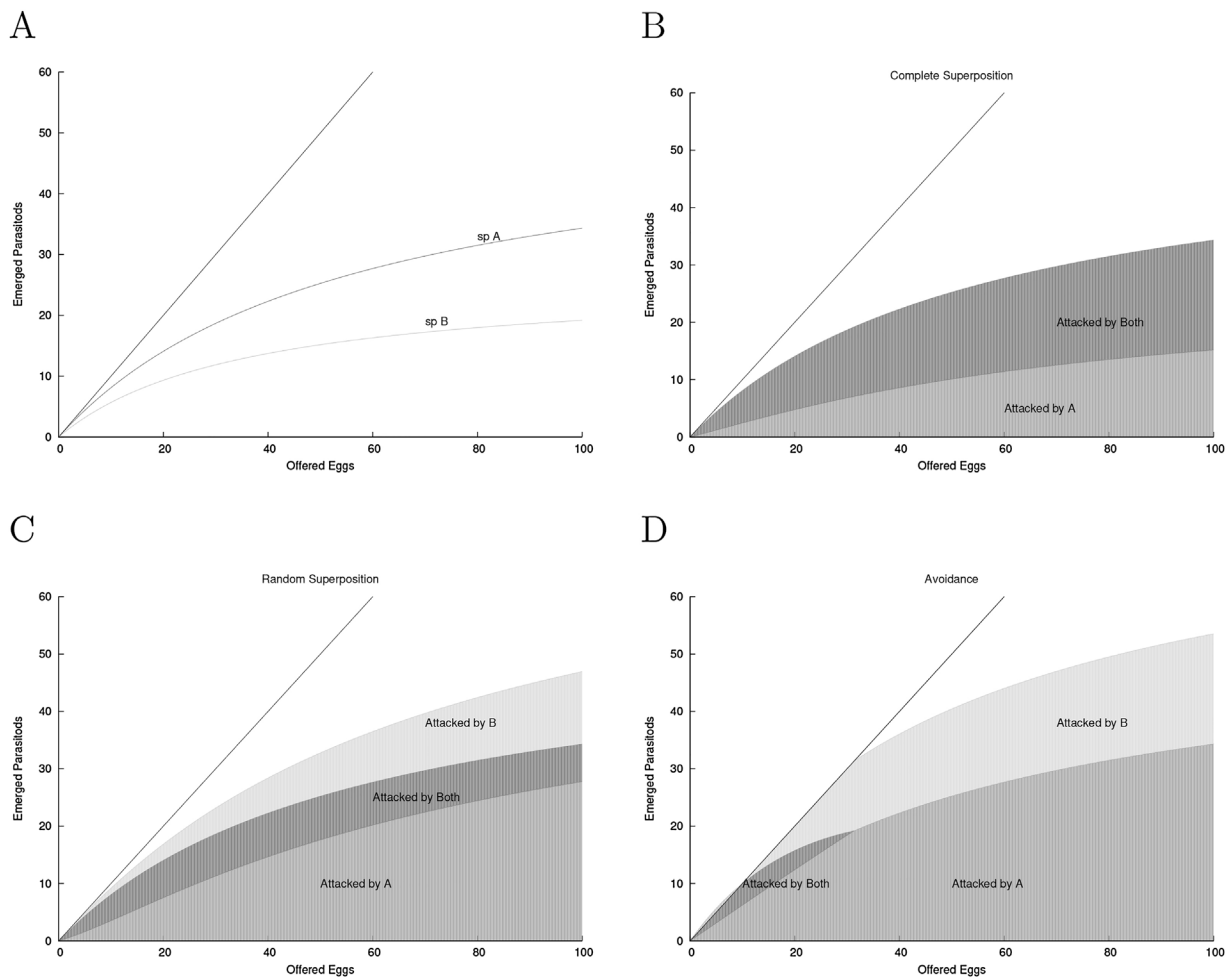 A
60
50
40
30
20
10
0
Emerged Parasitods
sp A
sp B
0 20 40 60 80 100
Offered Eggs
B
Complete Superposition
60
50
40
30
20
10
0
Emerged Parasitods
Attacked by Both
Attacked by A
0 20 40 60 80 100
Offered Eggs
C
Random Superposition
60
50
40
30
20
10
0
Emerged Parasitods
Attacked by B
Attacked by Both
Attacked by A
0 20 40 60 80 100
Offered Eggs
D
Avoidance
60
50
40
30
20
10
0
Emerged Parasitods
Attacked by B
Attacked by Both
Attacked by A
0 20 40 60 80 100
Offered Eggs